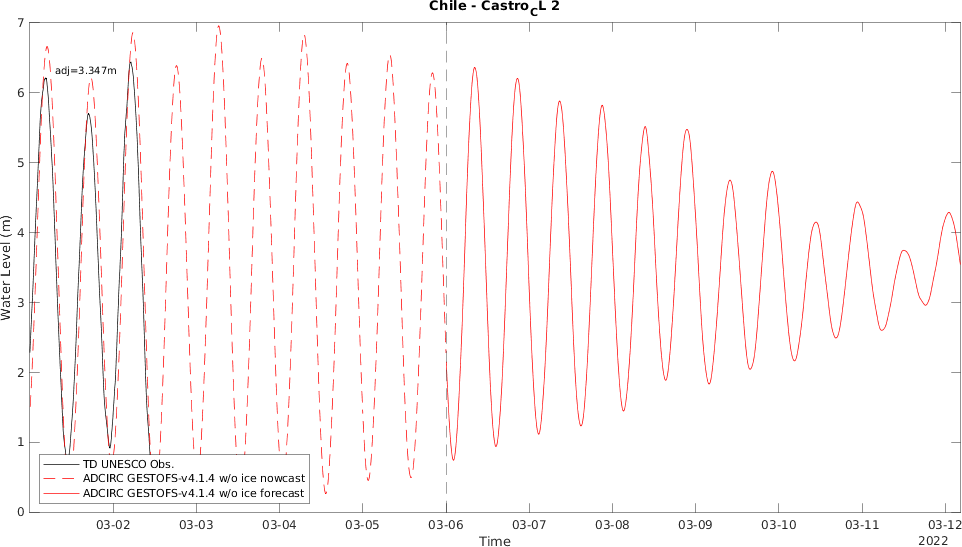 Chile - Castro_CL 2
7
adj=3.347m
6
5
4
3
2
1
0
Water Level (m)
TD UNESCO Obs.
ADCIRC GESTOFS-v4.1.4 w/o ice nowcast
ADCIRC GESTOFS-v4.1.4 w/o ice forecast
03-02 03-03 03-04 03-05 03-06 03-07 03-08 03-09 03-10 03-11 03-12
Time
2022